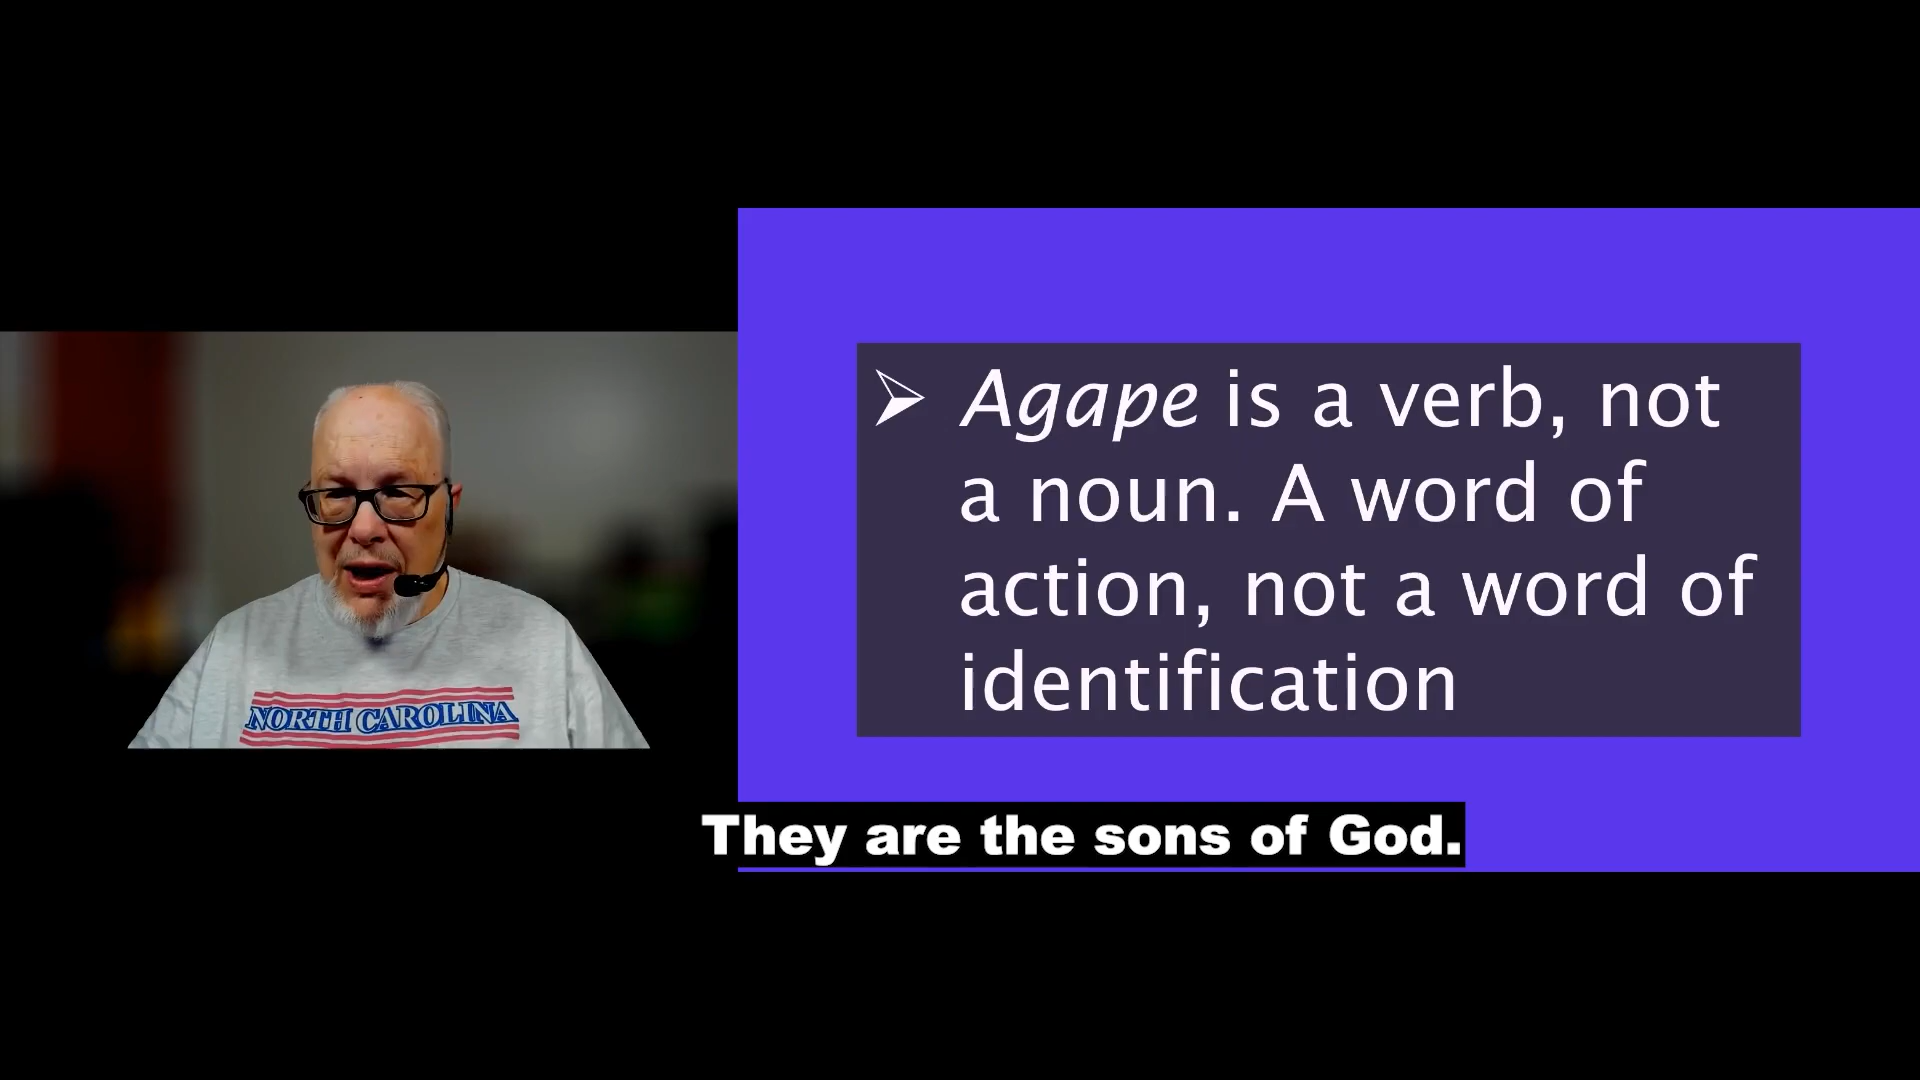 NORTH CAROLINA
➢ Agape is a verb, not
a noun. A word of
action, not a word of
identification
They are the sons of God.